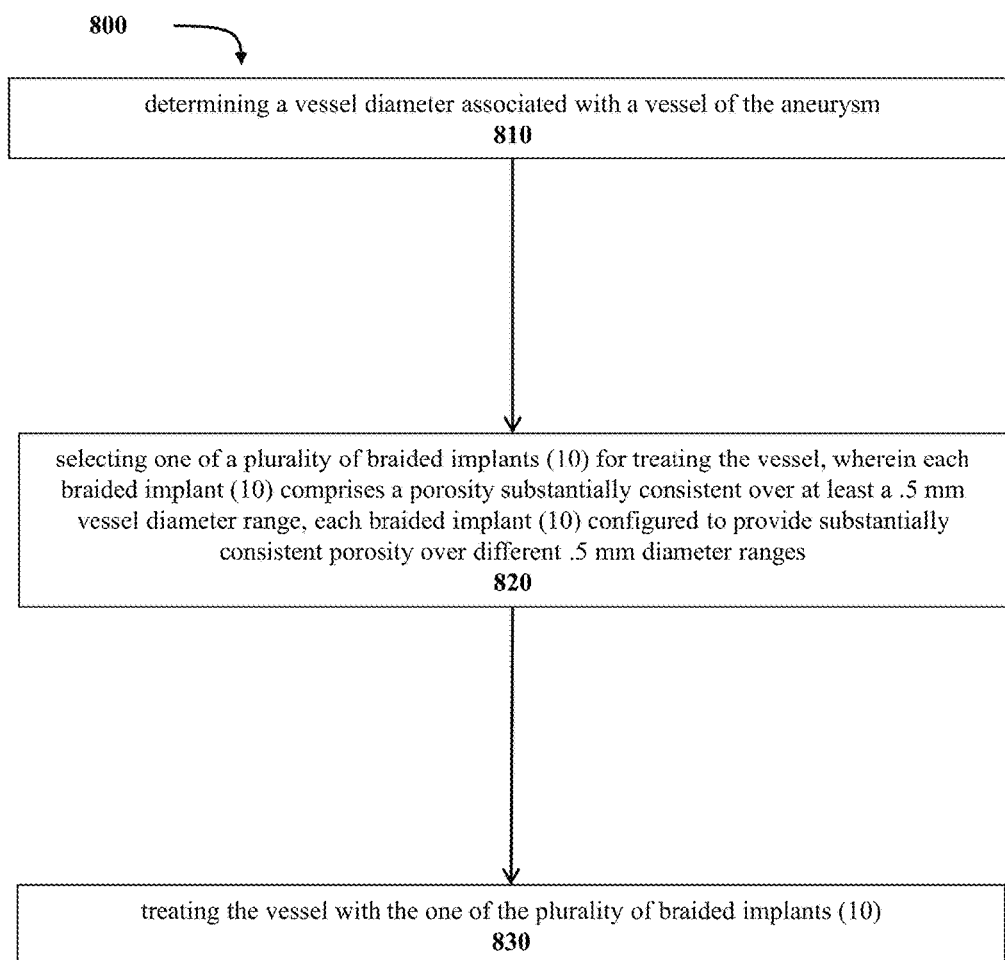 800
determining a vessel diameter associated with a vessel of the aneurysm
810
selecting one of a plurality of braided implants (10) for treating the vessel, wherein each
braided implant (10) comprises a porosity substantially consistent over at least a .5 mm
vessel diameter range, each braided implant (10) configured to provide substantially
consistent porosity over different .5 mm diameter ranges
820
treating the vessel with the one of the plurality of braided implants (10)
830